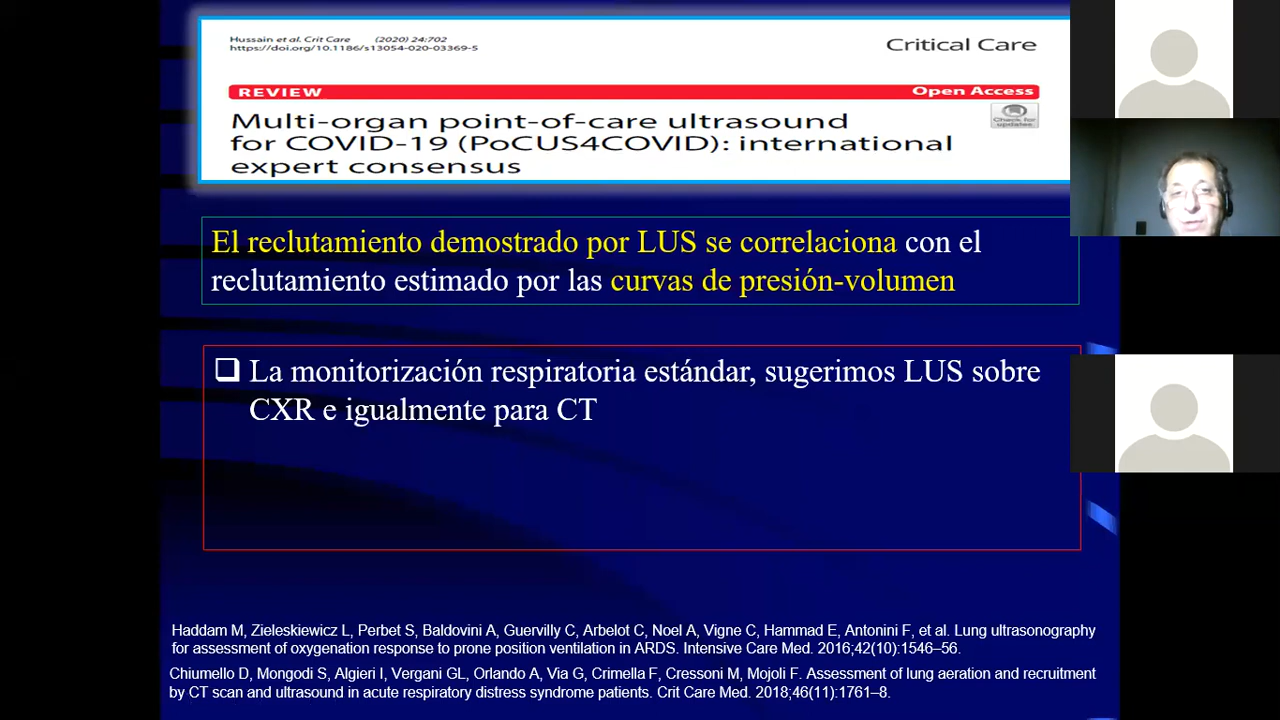 Hussain et al. Crit Care (2020) 24:702
https://doi.org/10.1186/s13054-020-03369-5
Critical Care
REVIEW
Open Access
Multi-organ point-of-care ultrasound
for COVID-19 (PoCUS4COVID): international
expert consensus
Check for
updates
El reclutamiento demostrado por LUS se correlaciona con el
reclutamiento estimado por las curvas de presión-volumen
❑ La monitorización respiratoria estándar, sugerimos LUS sobre
CXR e igualmente para CT
Haddam M, Zieleskiewicz L, Perbet S, Baldovini A, Guervilly C, Arbelot C, Noel A, Vigne C, Hammad E, Antonini F, et al. Lung ultrasonography
for assessment of oxygenation response to prone position ventilation in ARDS. Intensive Care Med. 2016;42(10):1546–56.
Chiumello D, Mongodi S, Algieri I, Vergani GL, Orlando A, Via G, Crimella F, Cressoni M, Mojoli F. Assessment of lung aeration and recruitment
by CT scan and ultrasound in acute respiratory distress syndrome patients. Crit Care Med. 2018;46(11):1761–8.